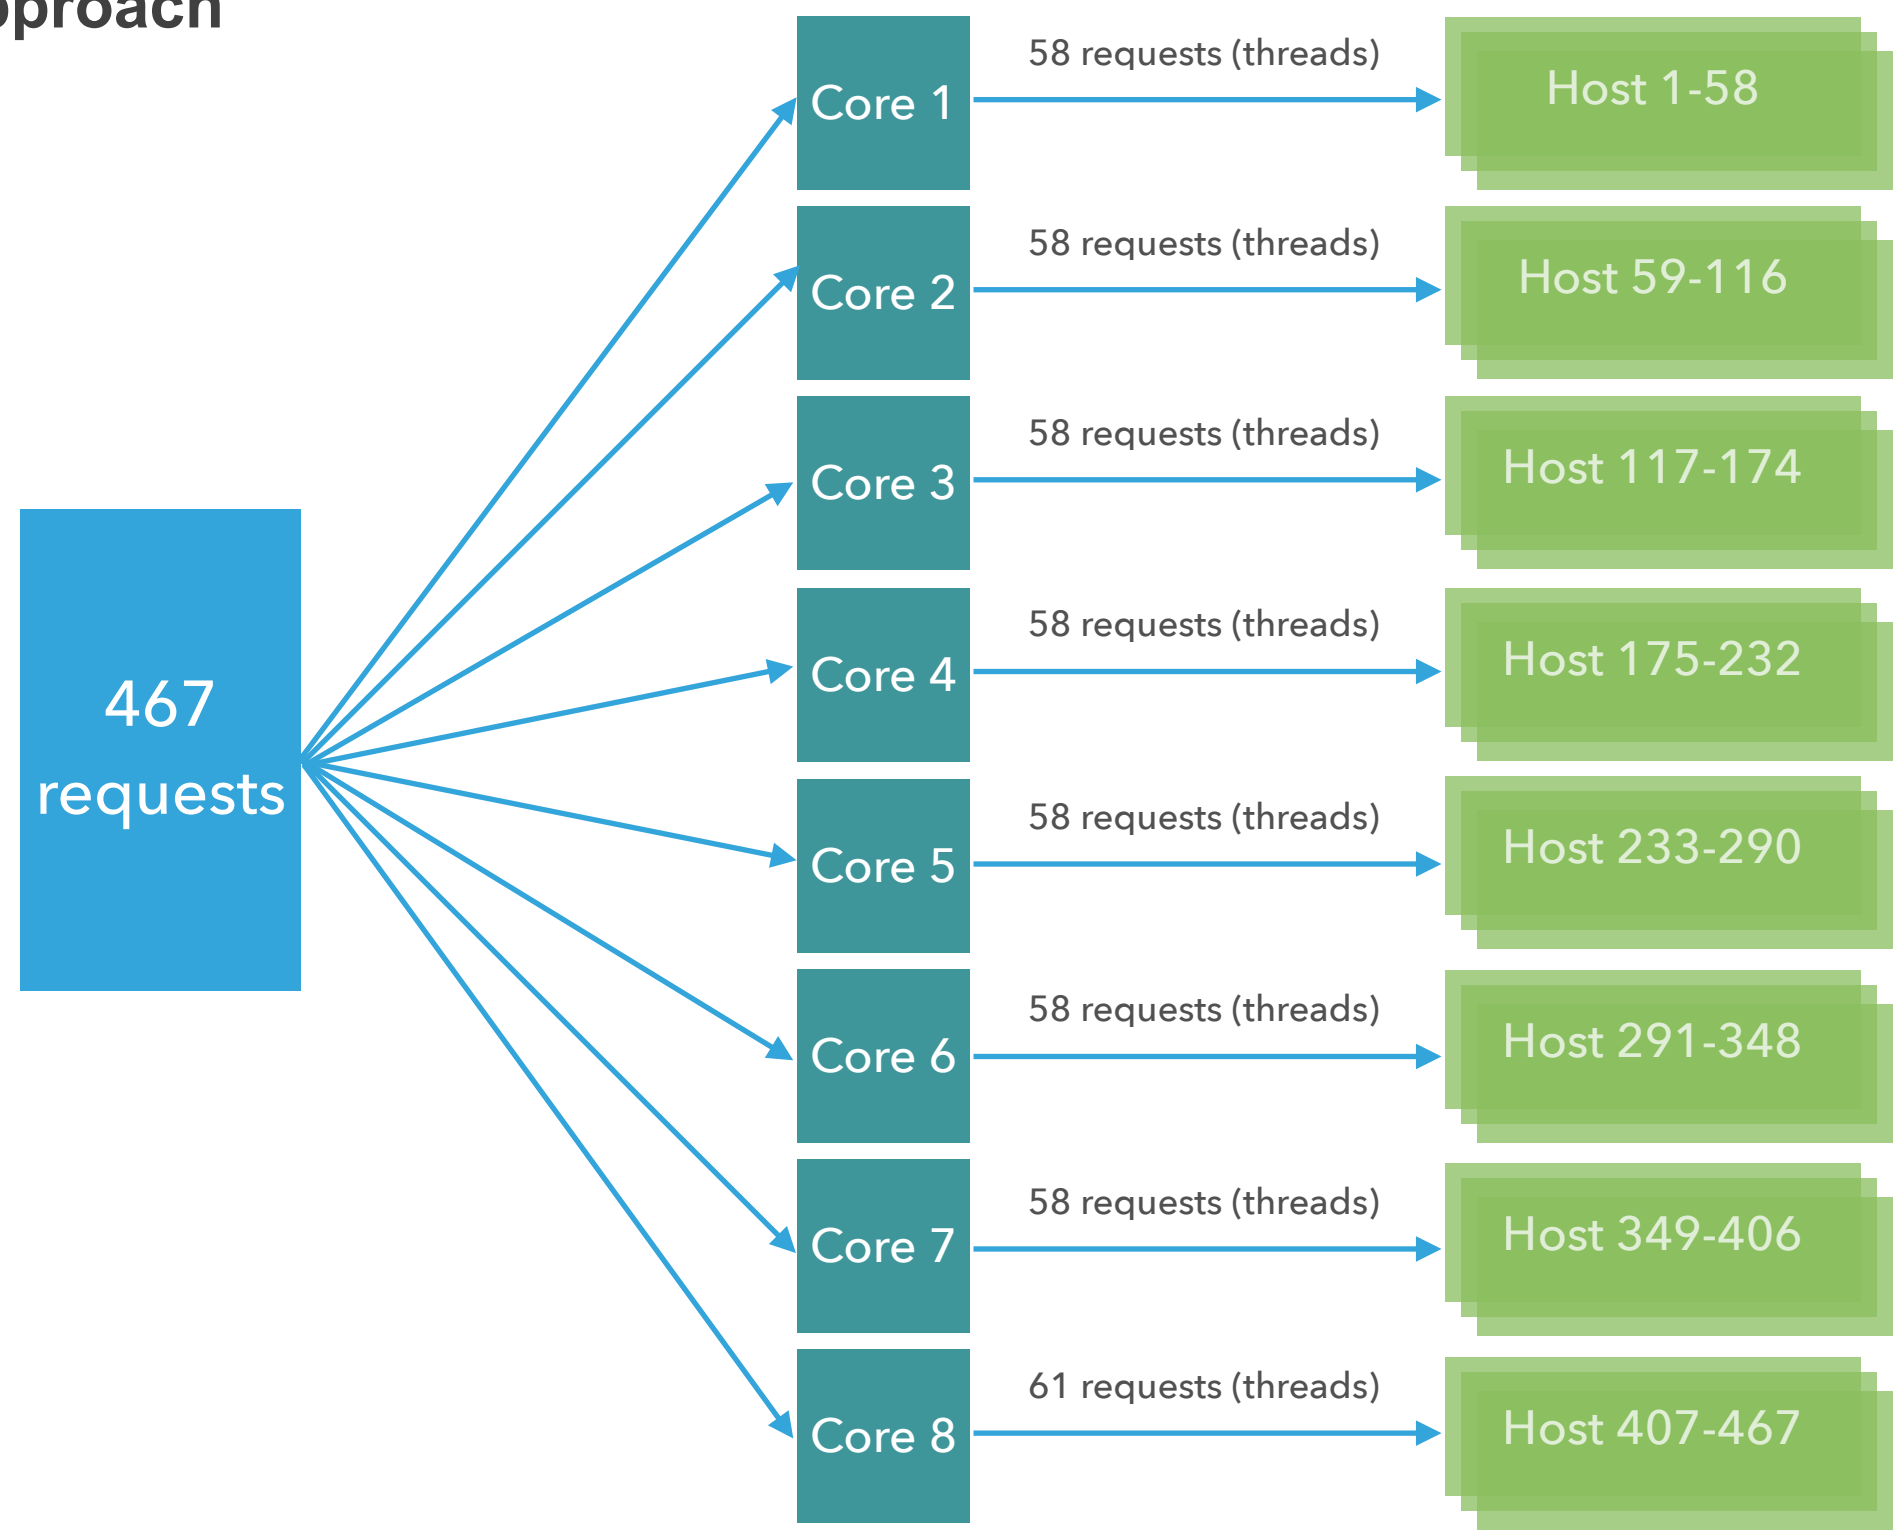 467
requests
Core 1
58 requests (threads)
Host 1-58
Core 2
58 requests (threads)
Host 59-116
Core 3
58 requests (threads)
Host 117-174
Core 4
58 requests (threads)
Host 175-232
Core 5
58 requests (threads)
Host 233-290
Core 6
58 requests (threads)
Host 291-348
Core 7
58 requests (threads)
Host 349-406
Core 8
61 requests (threads)
Host 407-467